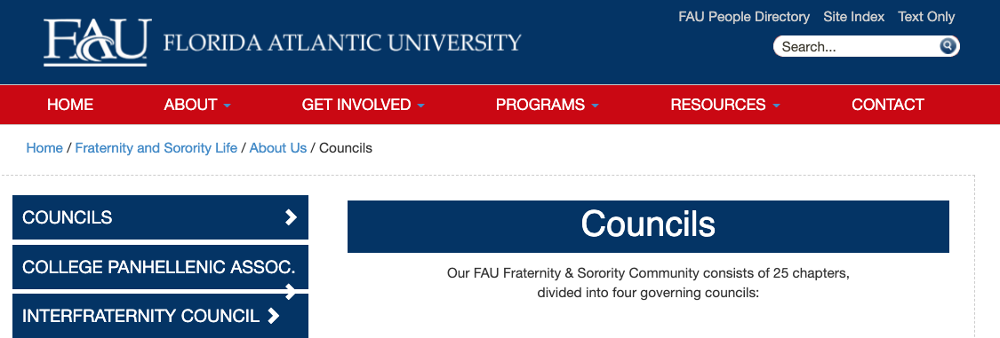 FAU People Directory Site Index Text Only
FAU FLORIDA ATLANTIC UNIVERSITY
Search...
HOME ABOUT GET INVOLVED PROGRAMS RESOURCES CONTACT
Home / Fraternity and Sorority Life / About Us / Councils
COUNCILS
COLLEGE PANHELLENIC ASSOC.
INTERFRATERNITY COUNCIL
Councils
Our FAU Fraternity & Sorority Community consists of 25 chapters,
divided into four governing councils: